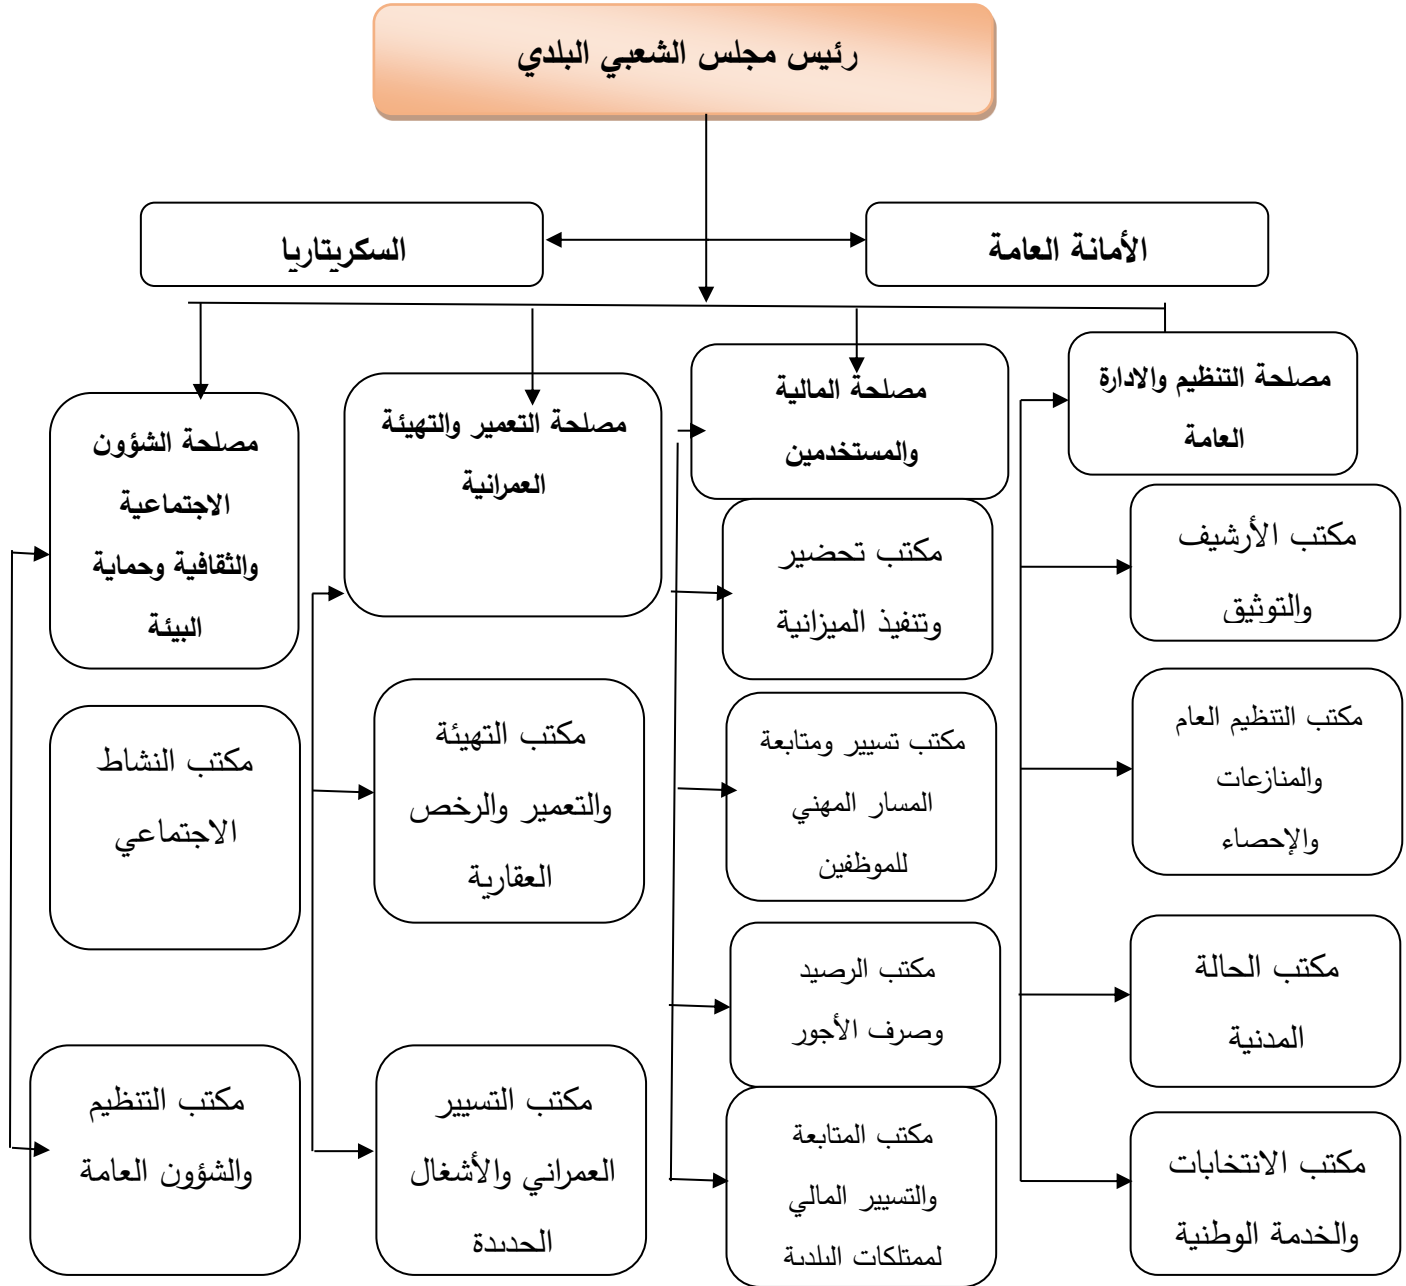 رئيس مجلس الشعبي البلدي
الأمانة العامة
السكريتاريا
مصلحة التنظيم والادارة
العامة
مكتب الأرشيف
والتوثيق
مكتب التنظيم العام
والمنازعات
والإحصاء
مكتب الحالة
المدنية
مكتب الانتخابات
والخدمة الوطنية
مصلحة المالية
والمستخدمين
مكتب تحضير
وتنفيذ الميزانية
مكتب تسيير ومتابعة
المسار المهني
للموظفين
مكتب الرصيد
وصرف الأجور
مكتب المتابعة
والتسيير المالي
لممتلكات البلدية
مصلحة التعمير والتهيئة
العمرانية
مكتب التهيئة
والتعمير والرخص
العقارية
مكتب التسيير
العمراني والأشغال
الجديدة
مصلحة الشؤون
الاجتماعية
والثقافية وحماية
البيئة
مكتب النشاط
الاجتماعي
مكتب التنظيم
والشؤون العامة